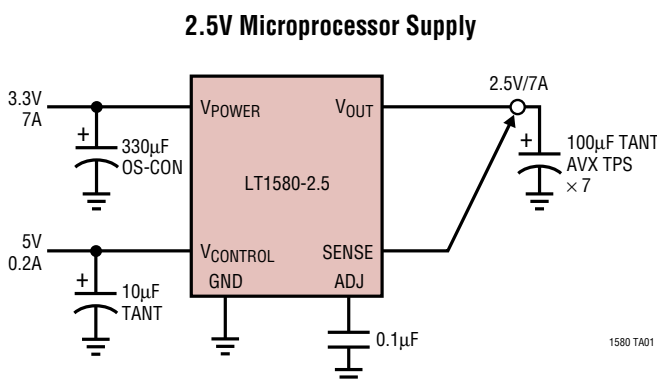 2.5V Microprocessor Supply
3.3V
7A
+
330µF
OS-CON
VPOWER
VOUT
2.5V/7A
+
100µF TANT
AVX TPS
× 7
LT1580-2.5
5V
0.2A
+
10µF
TANT
VCONTROL
SENSE
GND
ADJ
0.1µF
1580 TA01